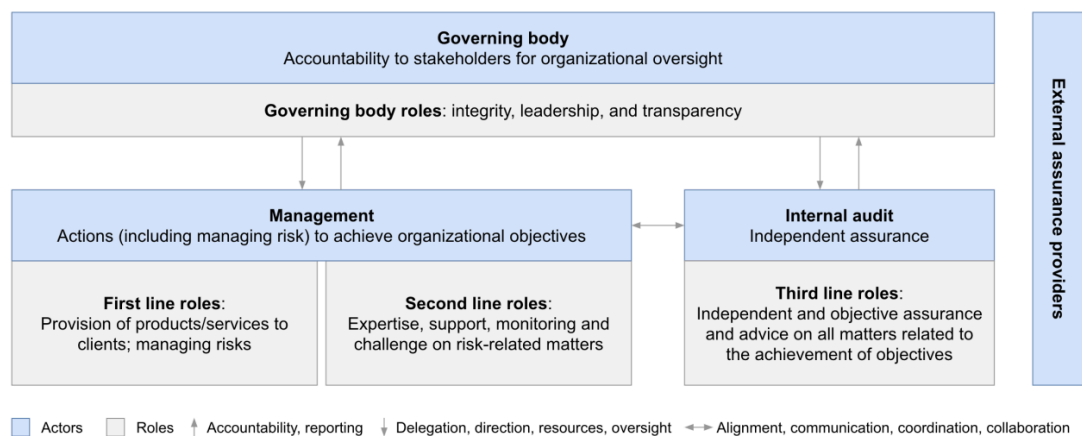 Governing body
Accountability to stakeholders for organizational oversight
Governing body roles: integrity, leadership, and transparency
Management
Actions (including managing risk) to achieve organizational objectives
First line roles:
Provision of products/services to
clients; managing risks
Second line roles:
Expertise, support, monitoring and
challenge on risk-related matters
Internal audit
Independent assurance
Third line roles:
Independent and objective assurance
and advice on all matters related to
the achievement of objectives
External assurance providers
Actors
Roles
Accountability, reporting
Delegation, direction, resources, oversight
Alignment, communication, coordination, collaboration